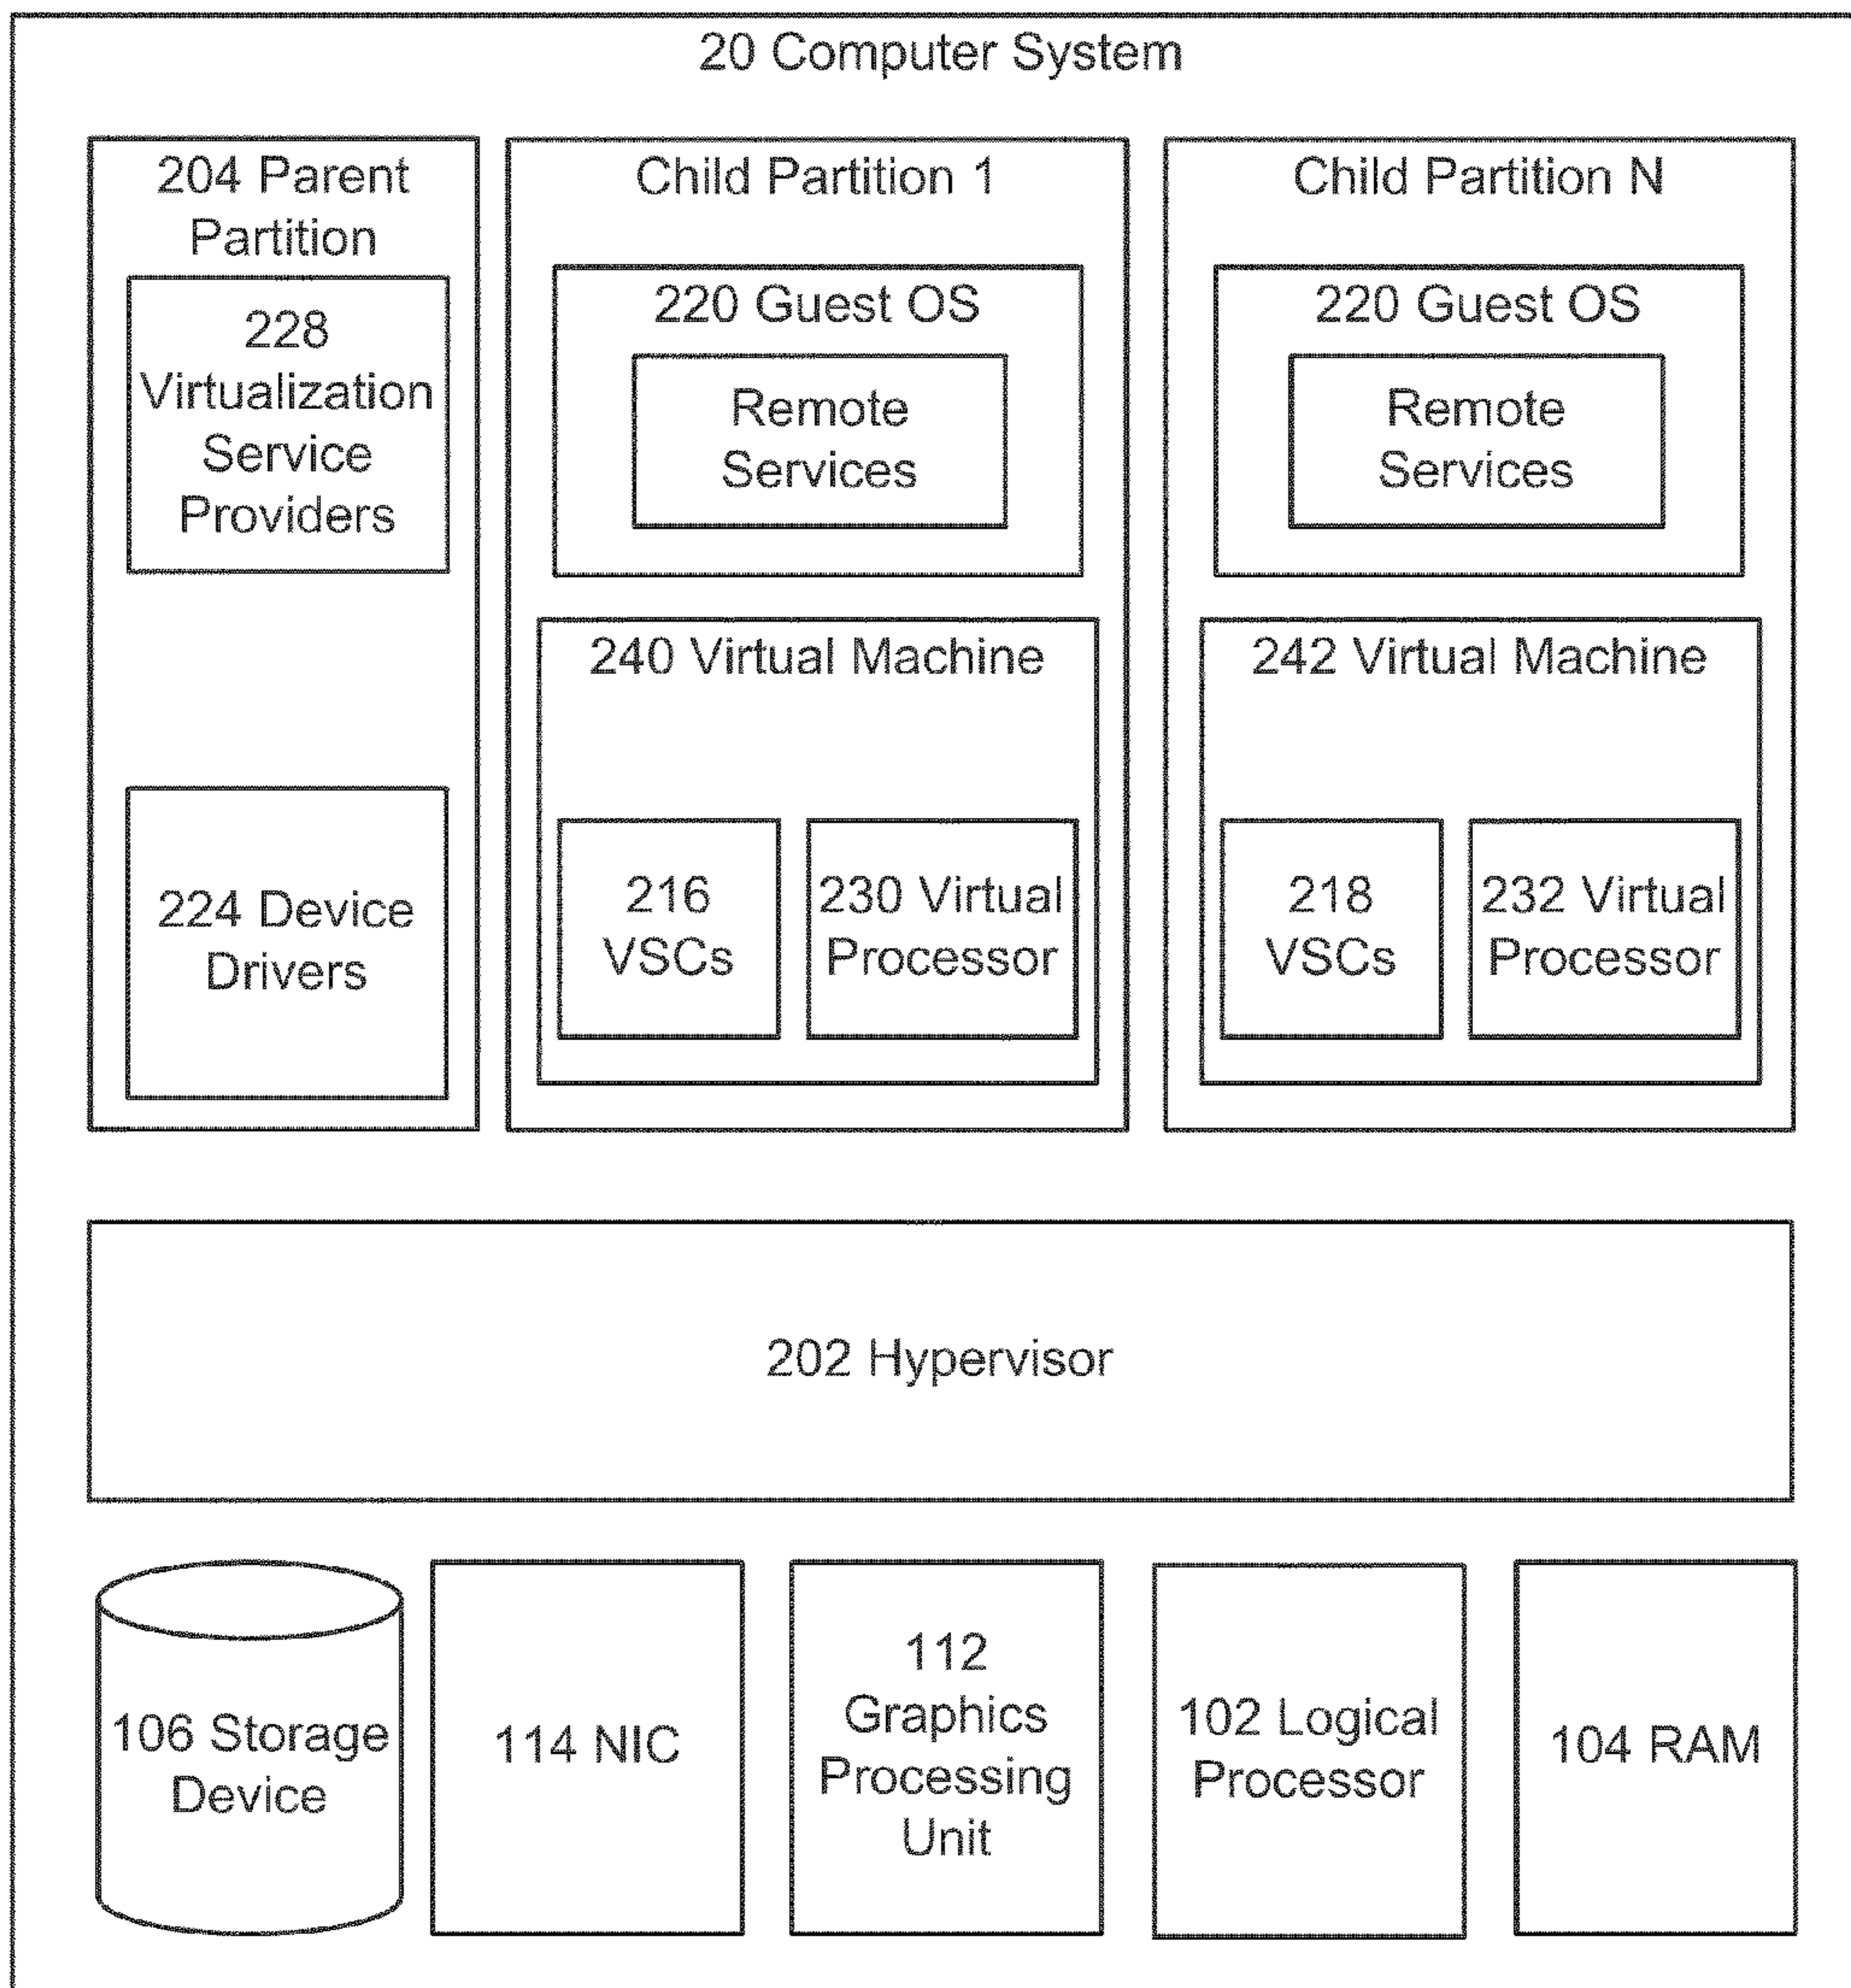 20 Computer System
204 Parent
Partition
228
Virtualization
Service
Providers
224 Device
Drivers
Child Partition 1
220 Guest OS
Remote
Services
240 Virtual Machine
216
VSCs
230 Virtual
Processor
Child Partition N
220 Guest OS
Remote
Services
242 Virtual Machine
218
VSCs
232 Virtual
Processor
202 Hypervisor
106 Storage
Device
114 NIC
112
Graphics
Processing
Unit
102 Logical
Processor
104 RAM